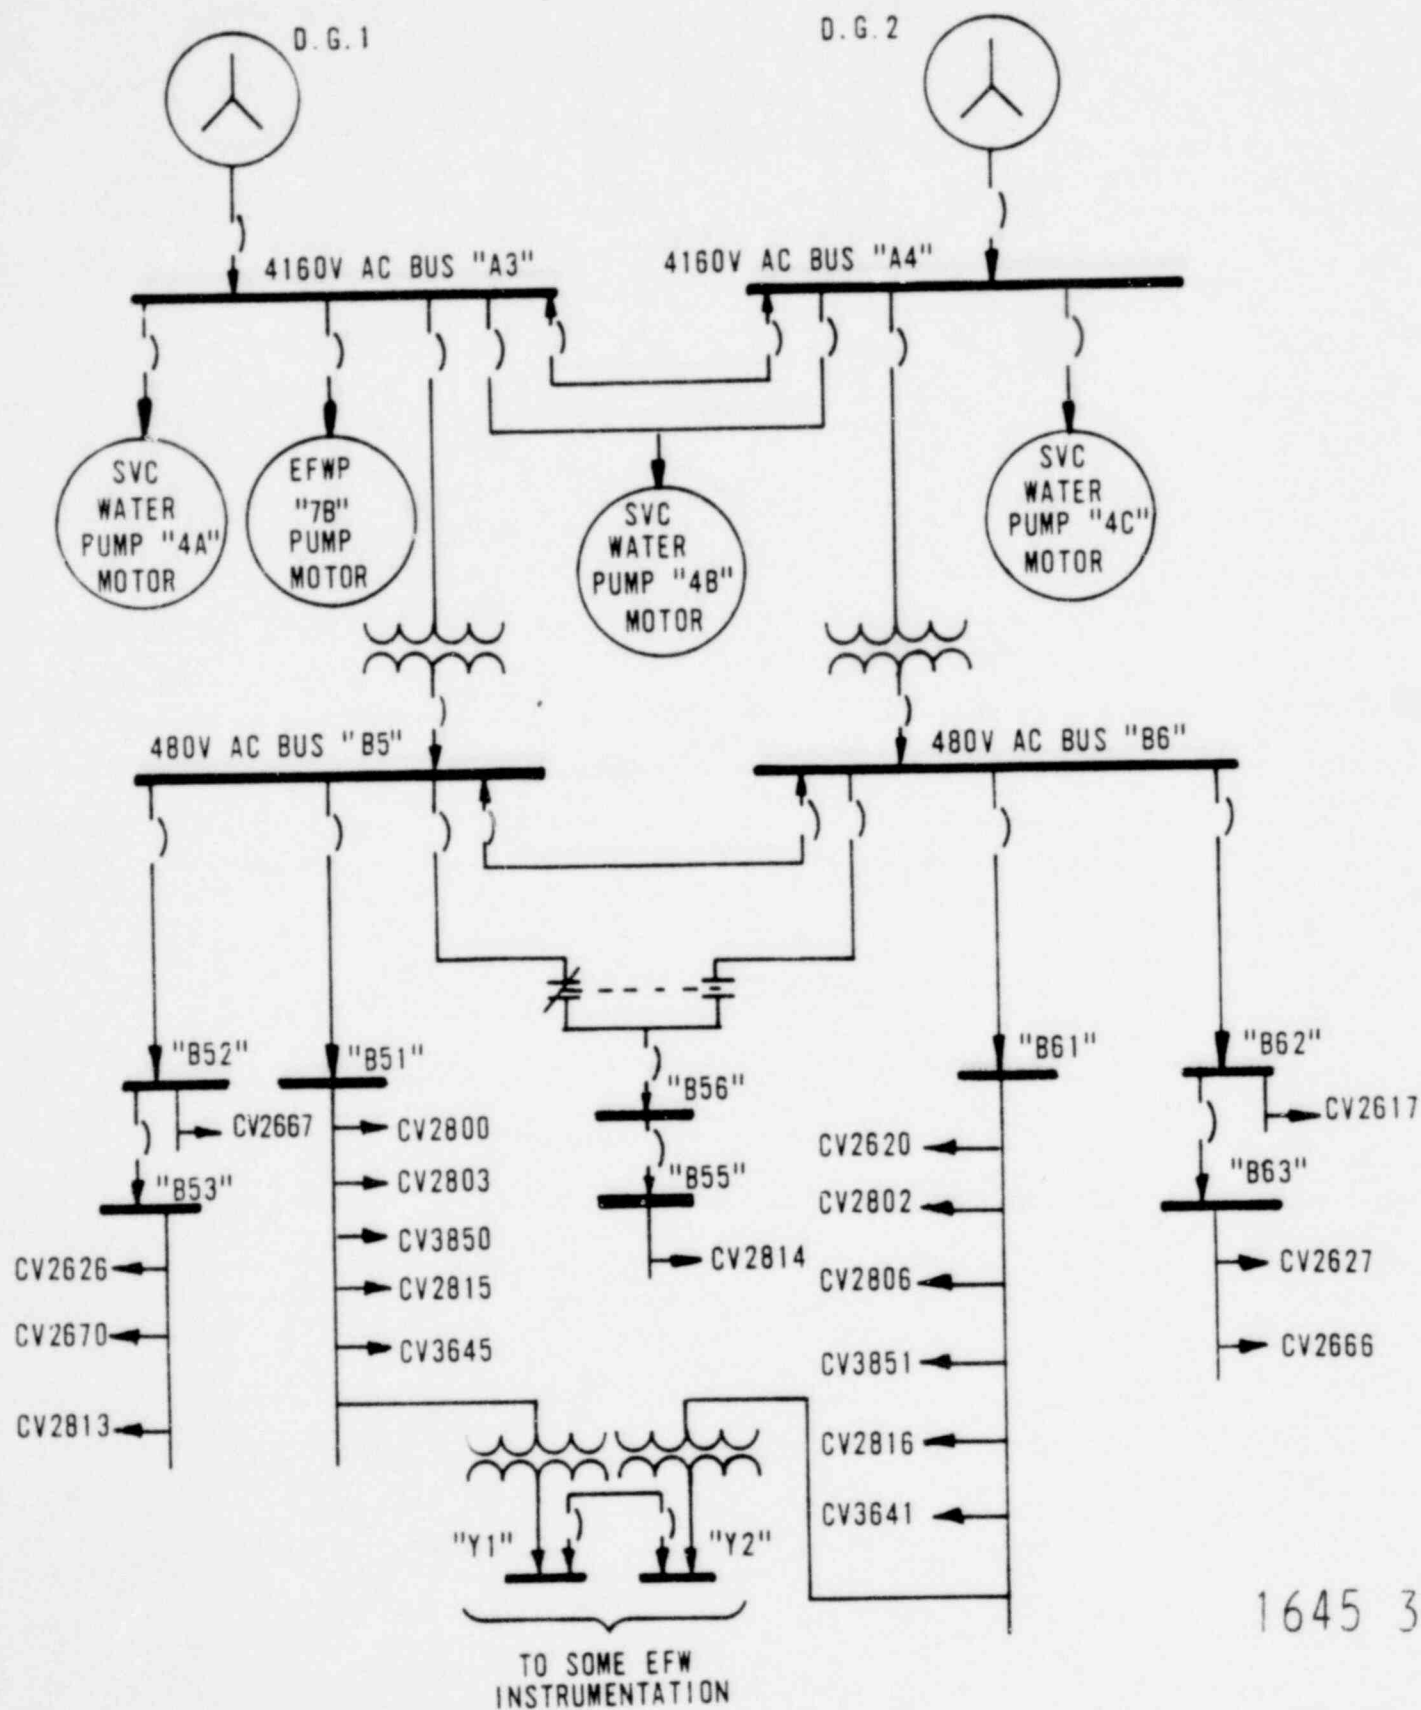 D.G.1
D.G.2
4160V AC BUS "A3"
4160V AC BUS "A4"
SVC
WATER
PUMP "4A"
MOTOR
EFWP
"7B"
PUMP
MOTOR
SVC
WATER
PUMP "4B"
MOTOR
SVC
WATER
PUMP "4C"
MOTOR
480V AC BUS "B5"
480V AC BUS "B6"
"B52"
"B51"
"B56"
"B61"
"B62"
CV2667
CV2800
CV2617
"B53"
CV2803
"B55"
CV2620
"B63"
CV3850
CV2802
CV2626
CV2815
CV2814
CV2806
CV2627
CV2670
CV3645
CV3851
CV2666
CV2813
CV2816
"Y1"
"Y2"
CV3641
TO SOME EFW
INSTRUMENTATION
1645 3